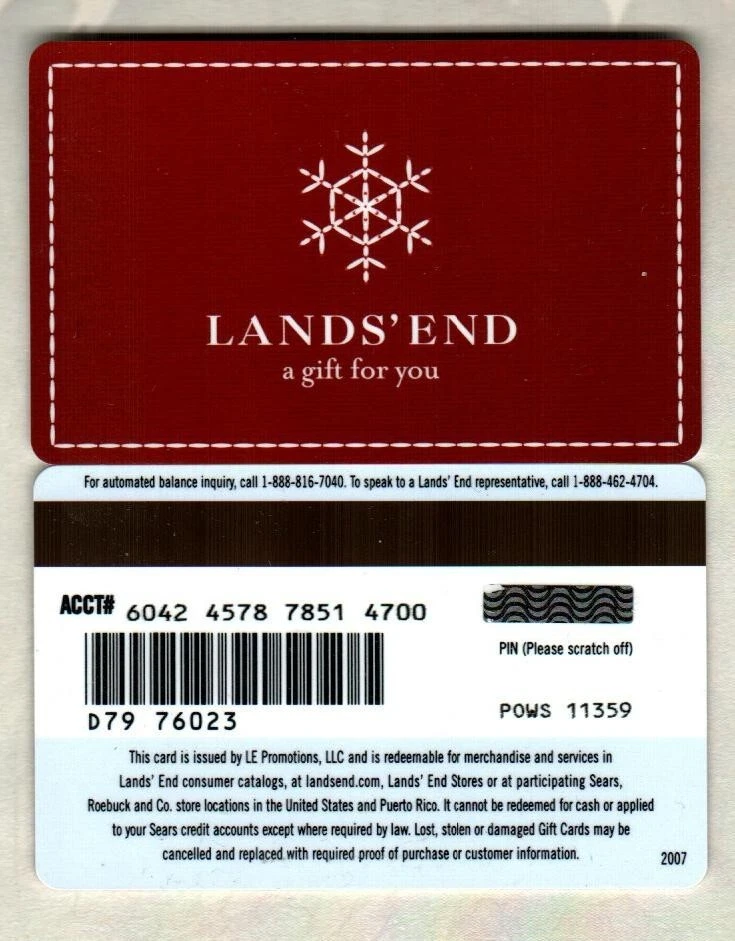 LANDS' END
a gift for you
For automated balance inquiry, call 1-888-816-7040. To speak to a Lands' End representative, call 1-888-462-4704.
ACCT# 6042 4578 7851 4700
PIN (Please scratch off)
D79 76023
POWS 11359
This card is issued by LE Promotions, LLC and is redeemable for merchandise and services in
Lands' End consumer catalogs, at landsend.com, Lands' End Stores or at participating Sears,
Roebuck and Co. store locations in the United States and Puerto Rico. It cannot be redeemed for cash or applied
to your Sears credit accounts except where required by law. Lost, stolen or damaged Gift Cards may be
cancelled and replaced with required proof of purchase or customer information.
2007